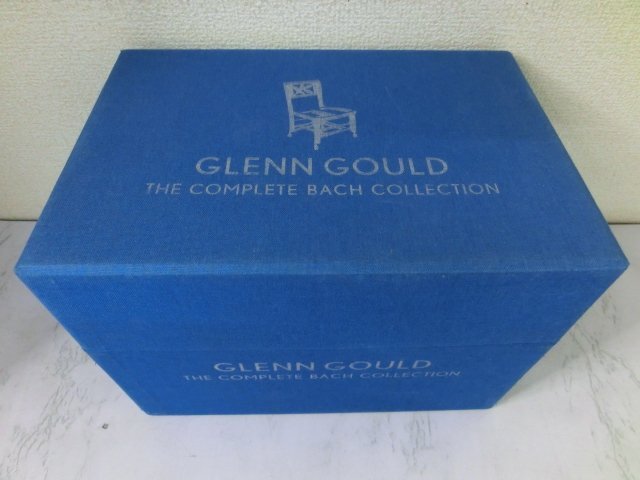 GLENN GOULD
THE COMPLETE BACH COLLECTION
GLENN GOULD
THE COMPLETE BACH COLLECTION